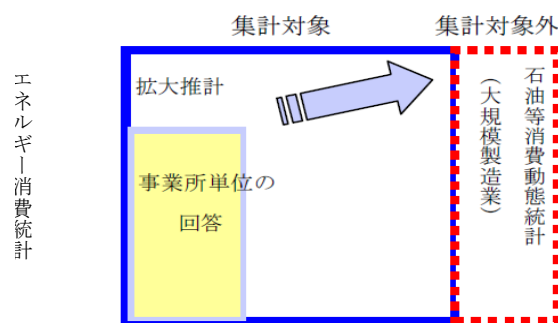 集計対象
集計対象外
エネルギー消費統計
拡大推計
事業所単位の
回答
石油等消費動態統計
（大規模製造業）